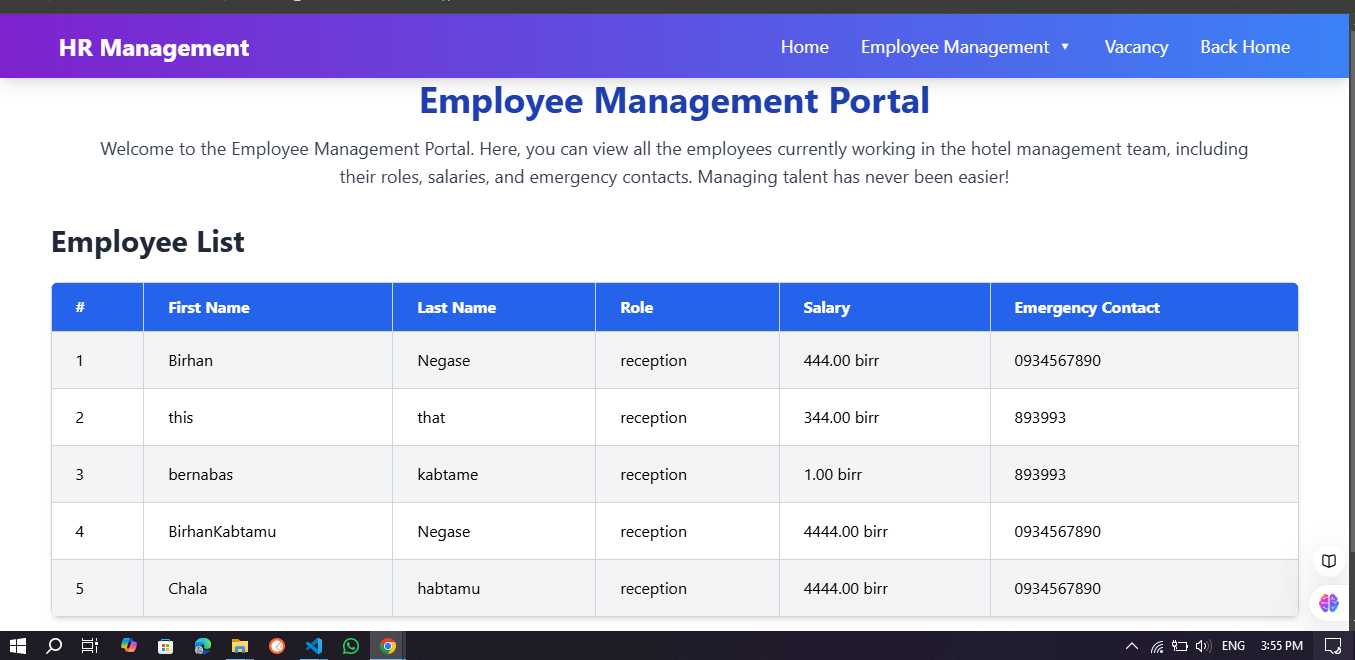 HR Management
Home Employee Management ▼ Vacancy Back Home
Employee Management Portal
Welcome to the Employee Management Portal. Here, you can view all the employees currently working in the hotel management team, including
their roles, salaries, and emergency contacts. Managing talent has never been easier!
Employee List
# First Name Last Name Role Salary Emergency Contact
1 Birhan Negase reception 444.00 birr 0934567890
2 this that reception 344.00 birr 893993
3 bernabas kabtame reception 1.00 birr 893993
4 BirhanKabtamu Negase reception 4444.00 birr 0934567890
5 Chala habtamu reception 4444.00 birr 0934567890
ENG 3:55 PM